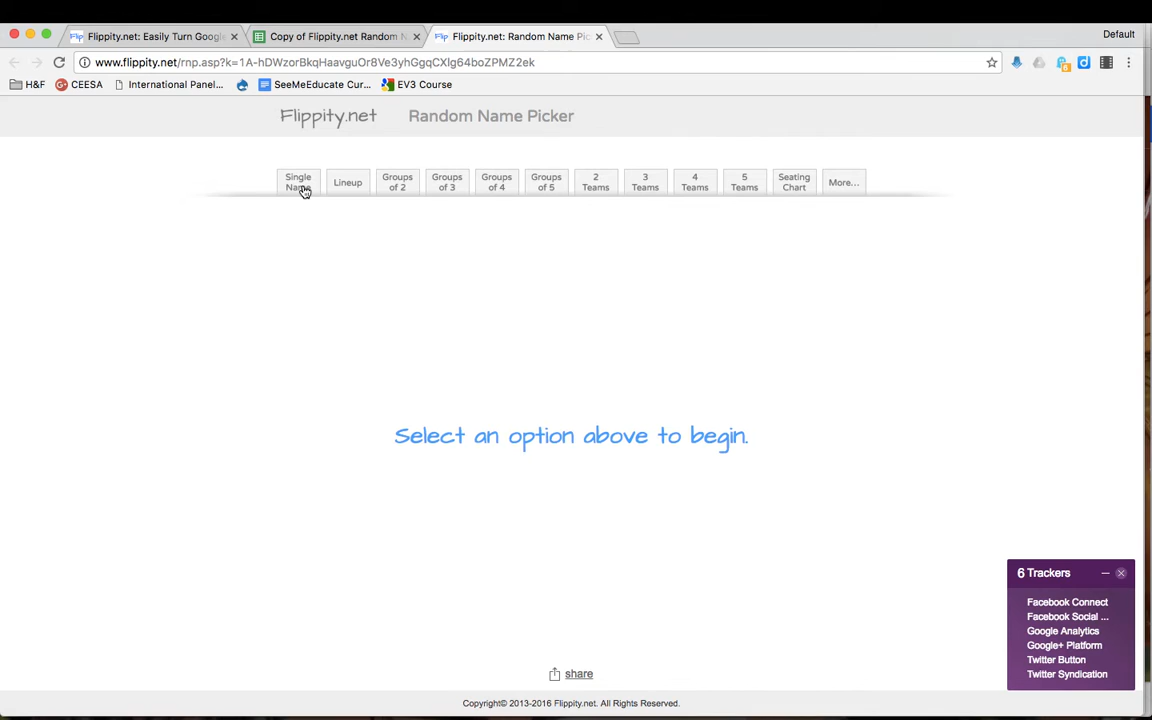 Flippity.net: Easily Turn Google
Copy of Flippity.net Random N
Flippity.net: Random Name Pic
Default
www.flippity.net/rnp.asp?k=1A-hDWzorBkqHaavguOr8Ve3yhGgqCXlg64boZPMZ2ek
H&F
CEESA
International Panel...
SeeMeEducate Cur...
EV3 Course
Flippity.net
Random Name Picker
Single Name
Lineup
Groups of 2
Groups of 3
Groups of 4
Groups of 5
2 Teams
3 Teams
4 Teams
5 Teams
Seating Chart
More...
Select an option above to begin.
6 Trackers
Facebook Connect
Facebook Social ...
Google Analytics
Google+ Platform
Twitter Button
Twitter Syndication
share
Copyright© 2013-2016 Flippity.net. All Rights Reserved.